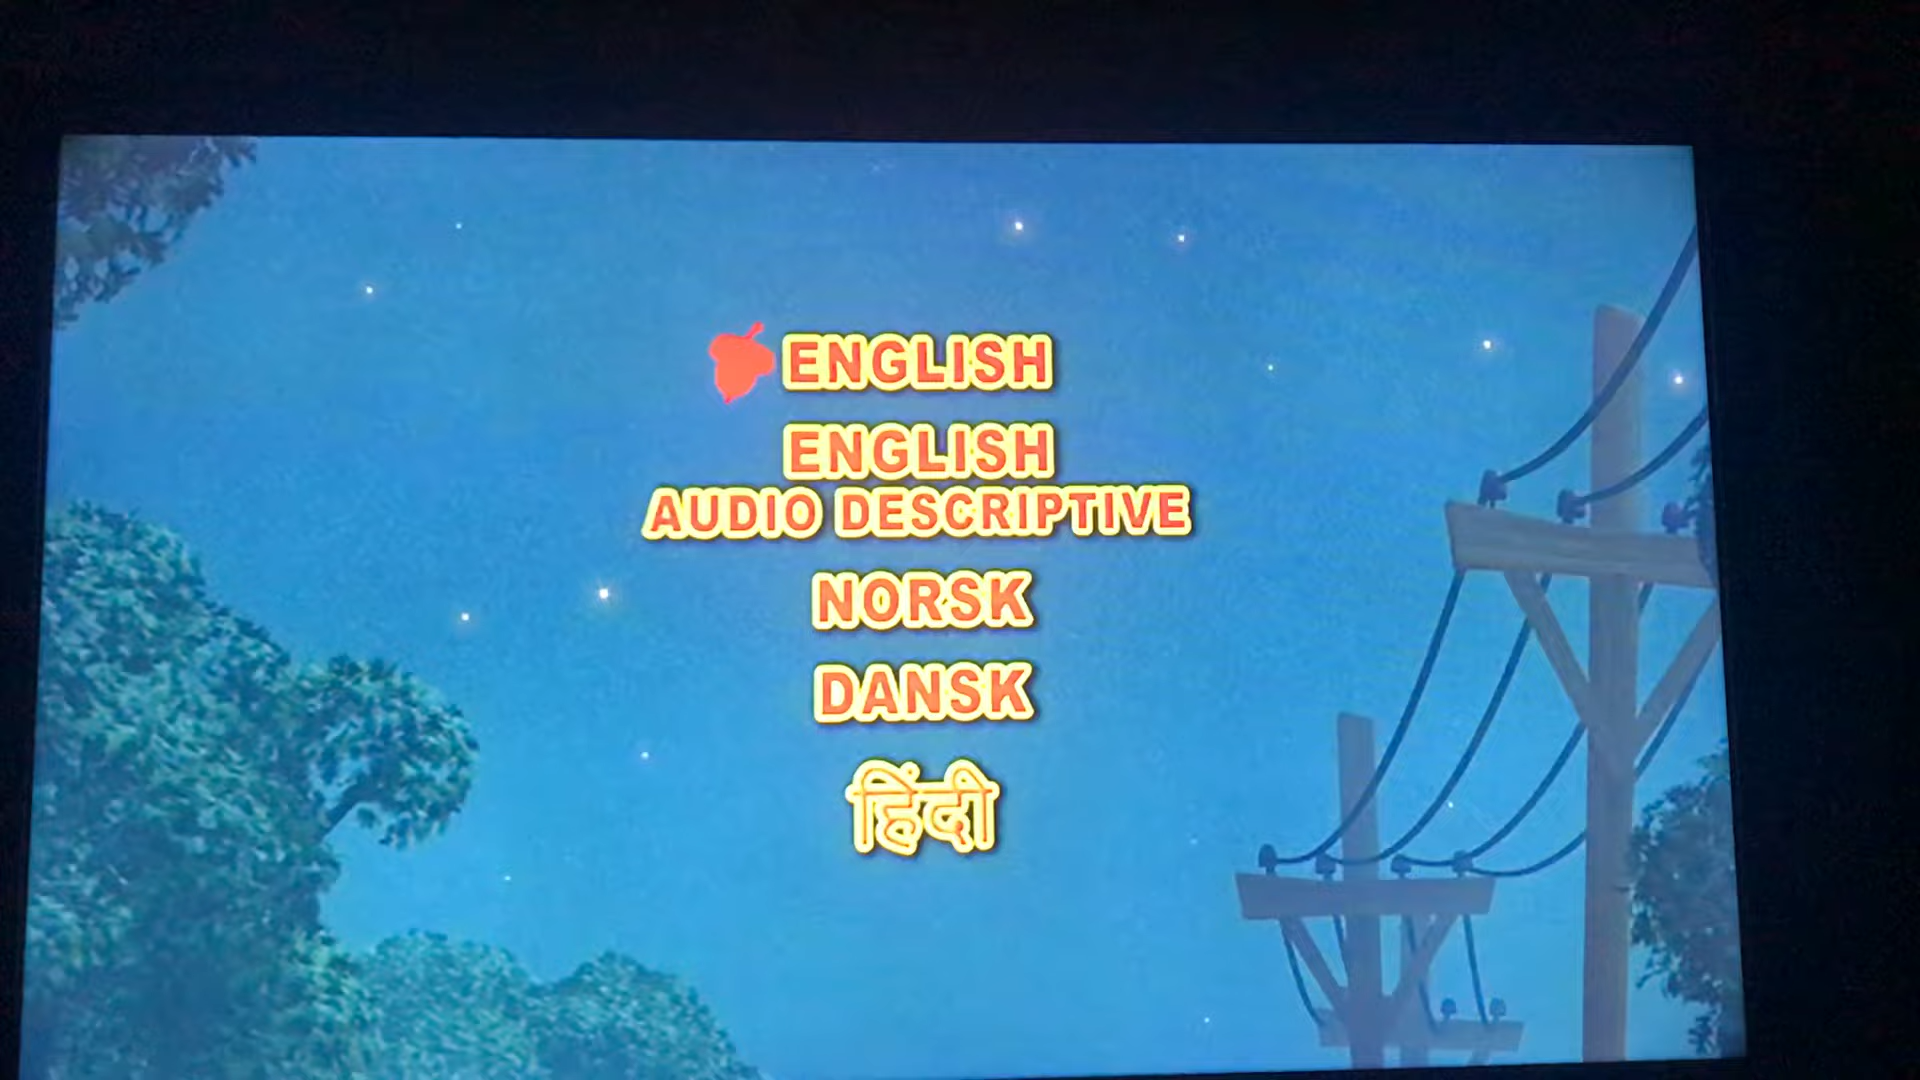 ENGLISH
ENGLISH
AUDIO DESCRIPTIVE
NORSK
DANSK
हिंदी